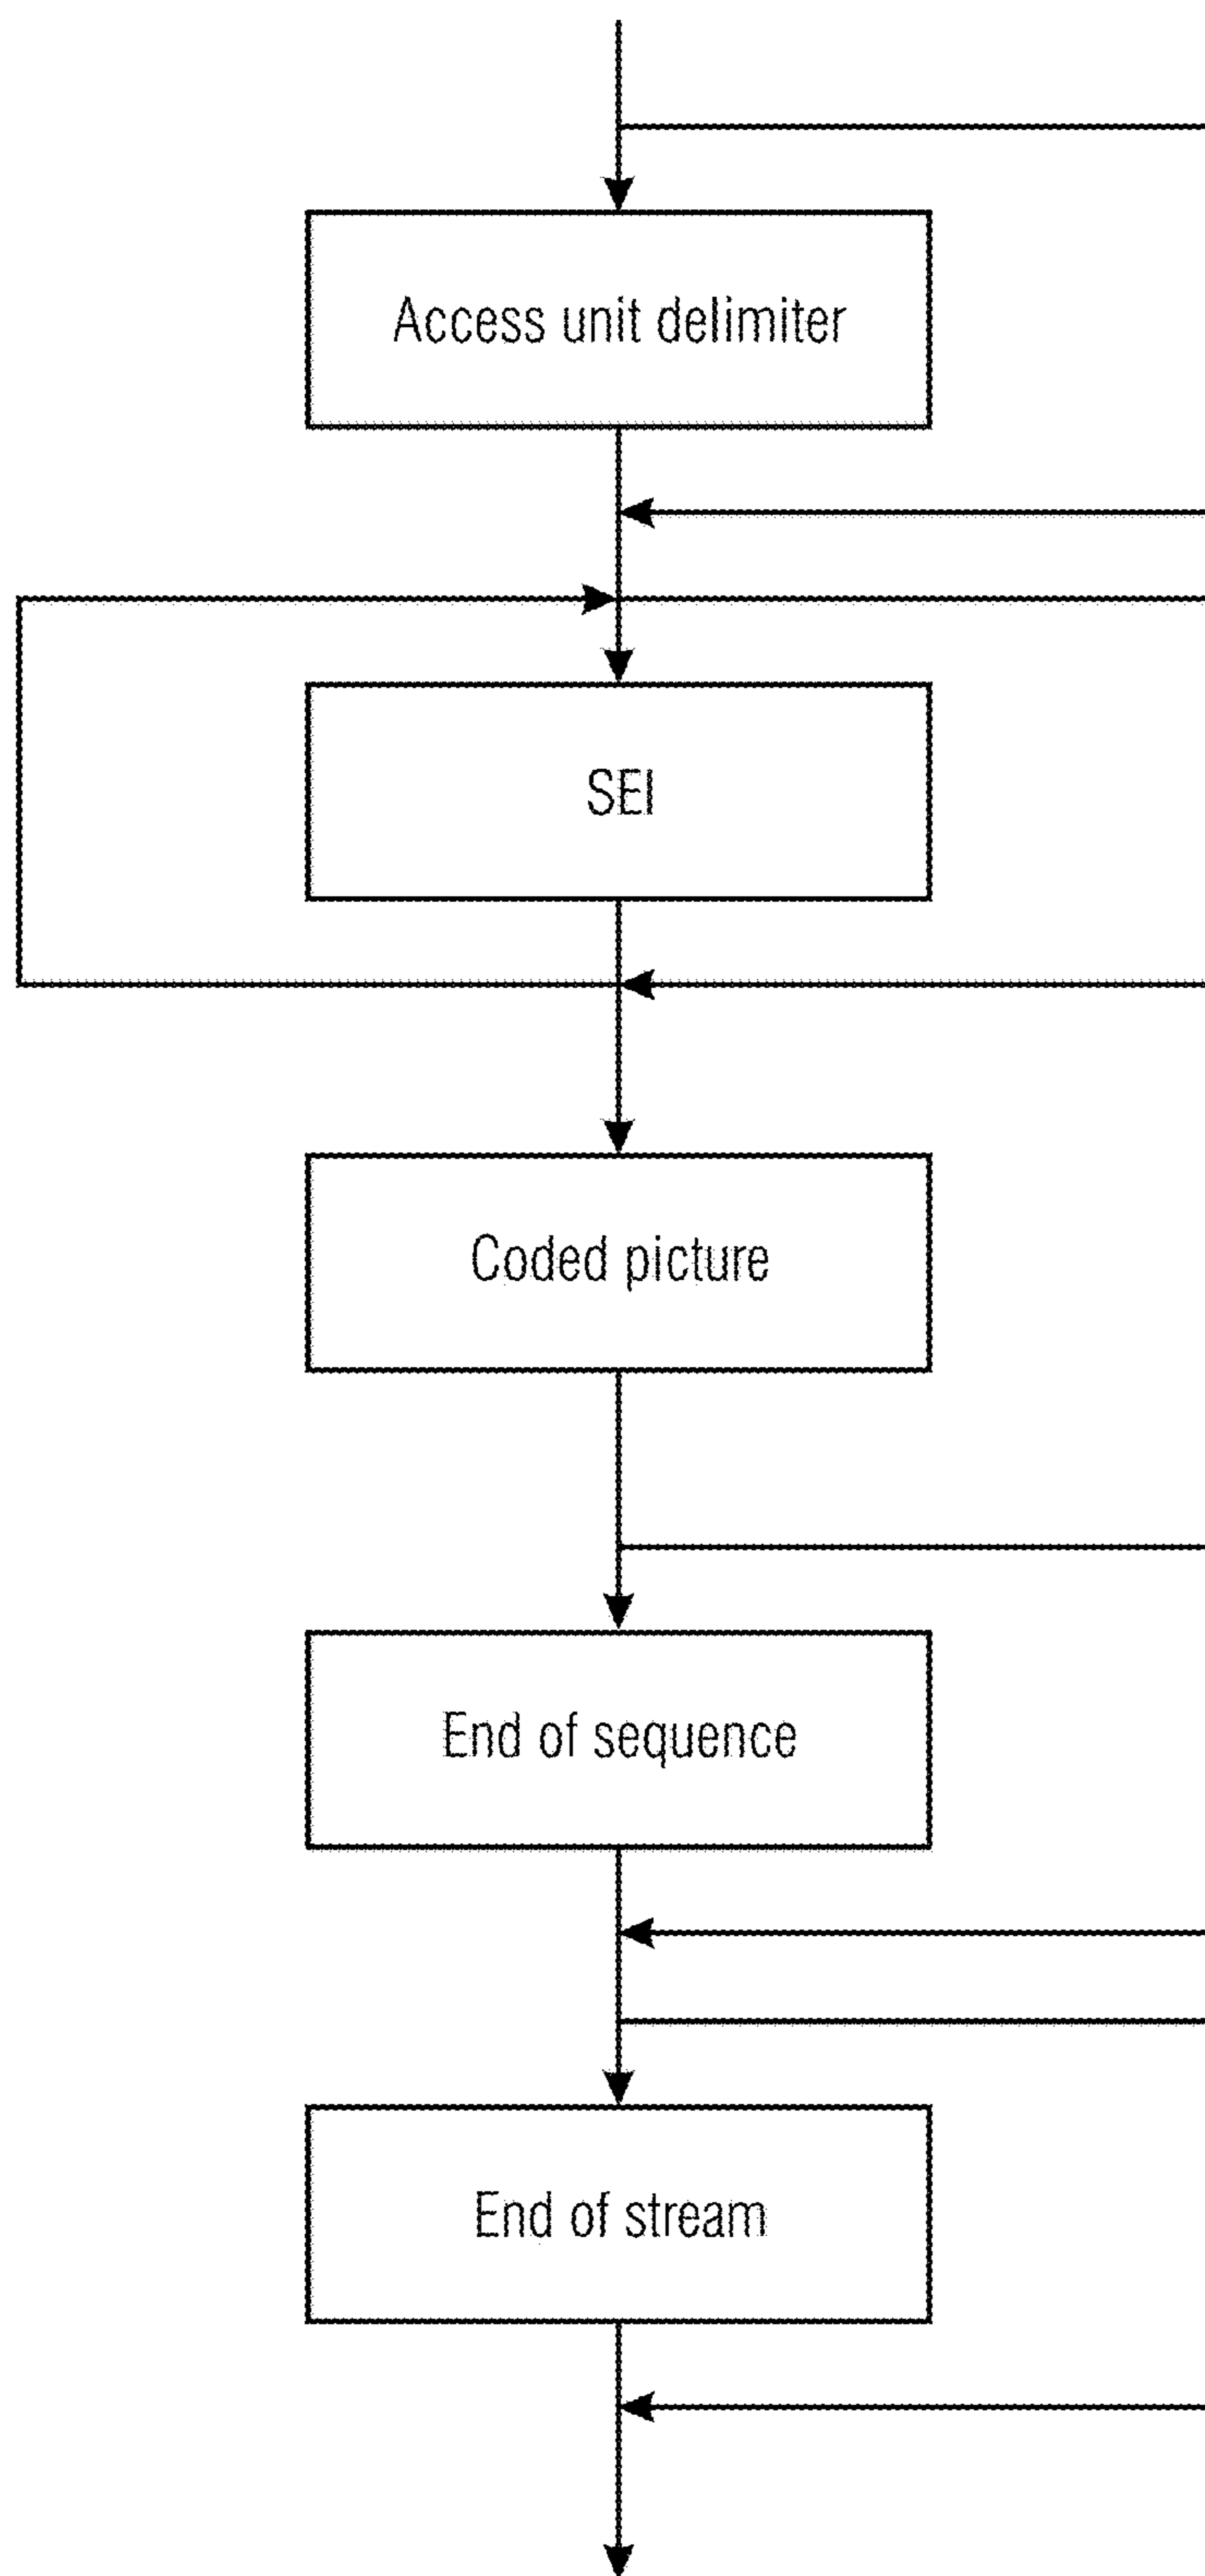 Access unit delimiter
SEI
Coded picture
End of sequence
End of stream